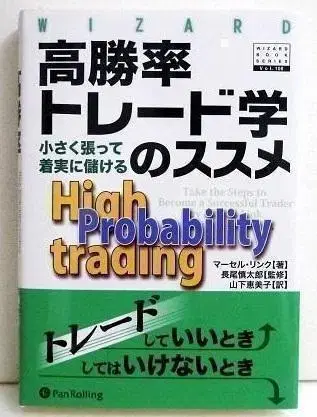 WIZARD
WIZARD
BOOK
SERIES
Vol.108
高勝率
トレード学
のススメ
小さく張って
着実に儲ける
Take the Steps to
Become a Successful Trader
High
Probability
trading
マーセル・リンク【著】
長尾慎太郎【監修】
山下恵美子【訳】
トレード
していいとき
してはいけないとき
PanRolling